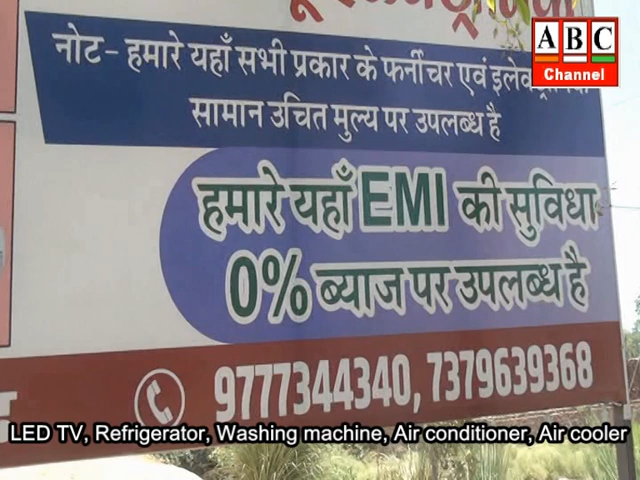 ABC
Channel
नोट- हमारे यहाँ सभी प्रकार के फर्नीचर एवं
सामान उचित मुल्य पर उपलब्ध है
हमारे यहाँ EMI की सुविधा
0% ब्याज पर उपलब्ध है
9777344340, 7379639368
LED TV, Refrigerator, Washing machine, Air conditioner, Air cooler